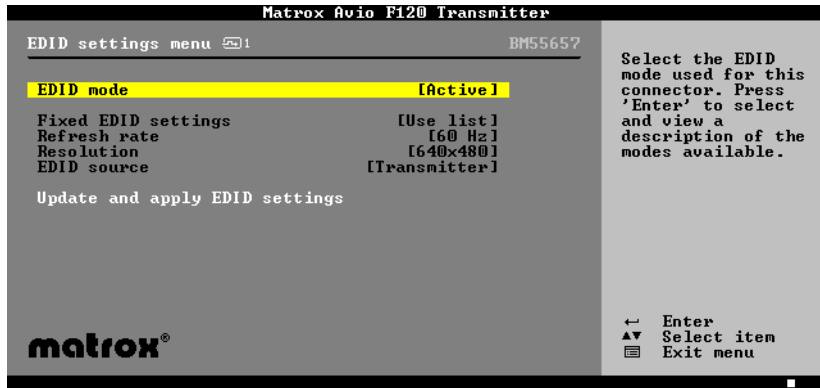 Matrox Avio F120 Transmitter
EDID settings menu 1 BM55657
EDID mode [Active]
Fixed EDID settings [Use list]
Refresh rate [60 Hz]
Resolution [640x480]
EDID source [Transmitter]
Update and apply EDID settings
matrox®
Select the EDID
mode used for this
connector. Press
'Enter' to select
and view a
description of the
modes available.
← Enter
▲▼ Select item
Exit menu